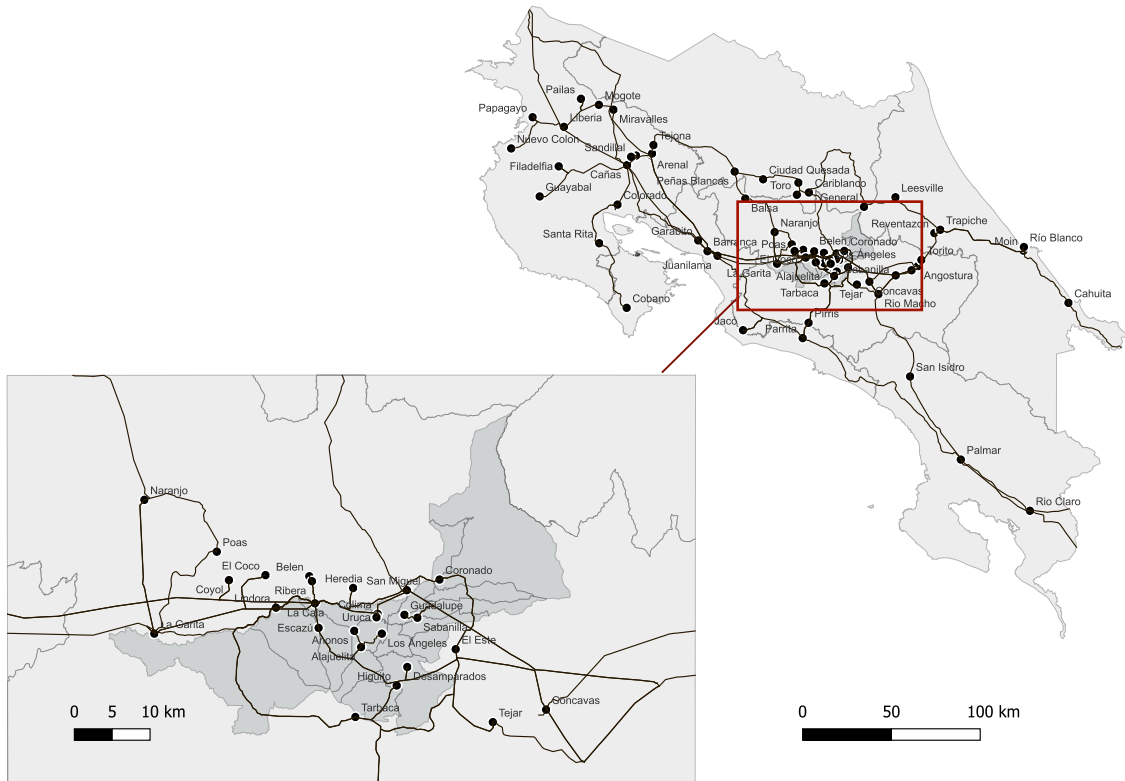 Pailas
Mogote
Papagayo
Liberia
Miravalles
Nuevo Colon
Tejona
Sandillal
Filadelfia
Arenal
Cañas
Ciudad Quesada
Peñas Blancas
Toro
Cariblanco
Guayabal
Leesville
Colorado
General
Balsa
Naranjo
Reventazon
Trapiche
Santa Rita
Garabito
Barranca
Poas
Belen
Coronado
Moin
Río Blanco
Torito
Juanilama
La Garita
Alajuelita
Sabanilla
Angostura
Tarbaca
Tejar
Concavas
Rio Macho
Cahuita
Cobano
Jaco
Parrita
Pirris
San Isidro
Palmar
Rio Claro
Naranjo
Poas
El Coco
Belen
Coronado
Coyol
Ribera
Heredia
San Miguel
Lindora
La Caja
Colima
Guadalupe
Uruca
Sabanilla
La Garita
Escazú
Anonos
Los Angeles
El Este
Alajuelita
Higuito
Desamparados
Tarbaca
Tejar
Concavas
0 5 10 km
0 50 100 km